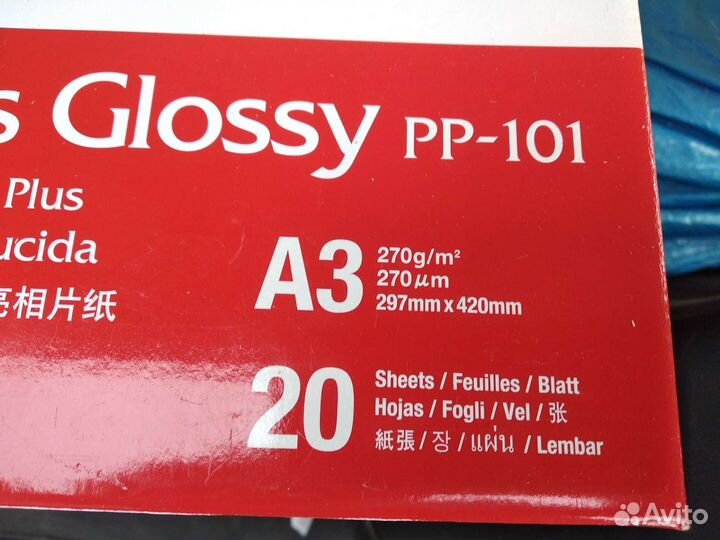 s Glossy PP-101
Plus
ucida
亮相片纸
A3
270g/m²
270μm
297mm x 420mm
20
Sheets / Feuilles / Blatt
Hojas / Fogli / Vel / 张
紙張 / 장 / แผ่น / Lembar
Avito